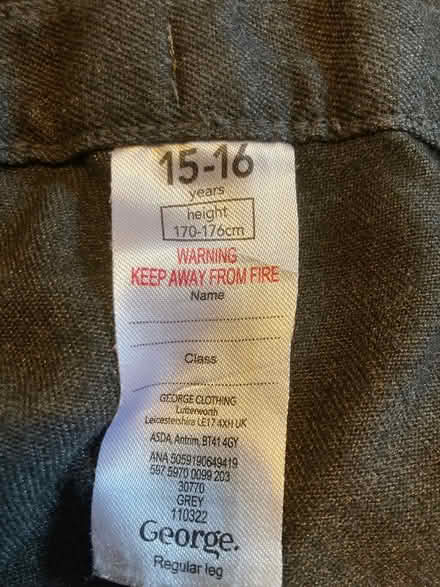 15-16
years
height
170-176cm
WARNING
KEEP AWAY FROM FIRE
Name
Class
GEORGE CLOTHING
Lutterworth
Leicestershire LE17 4XH UK
ASDA, Antrim, BT41 4GY
ANA 5059190649419
597 5970 0099 203
30770
GREY
110322
George.
Regular leg